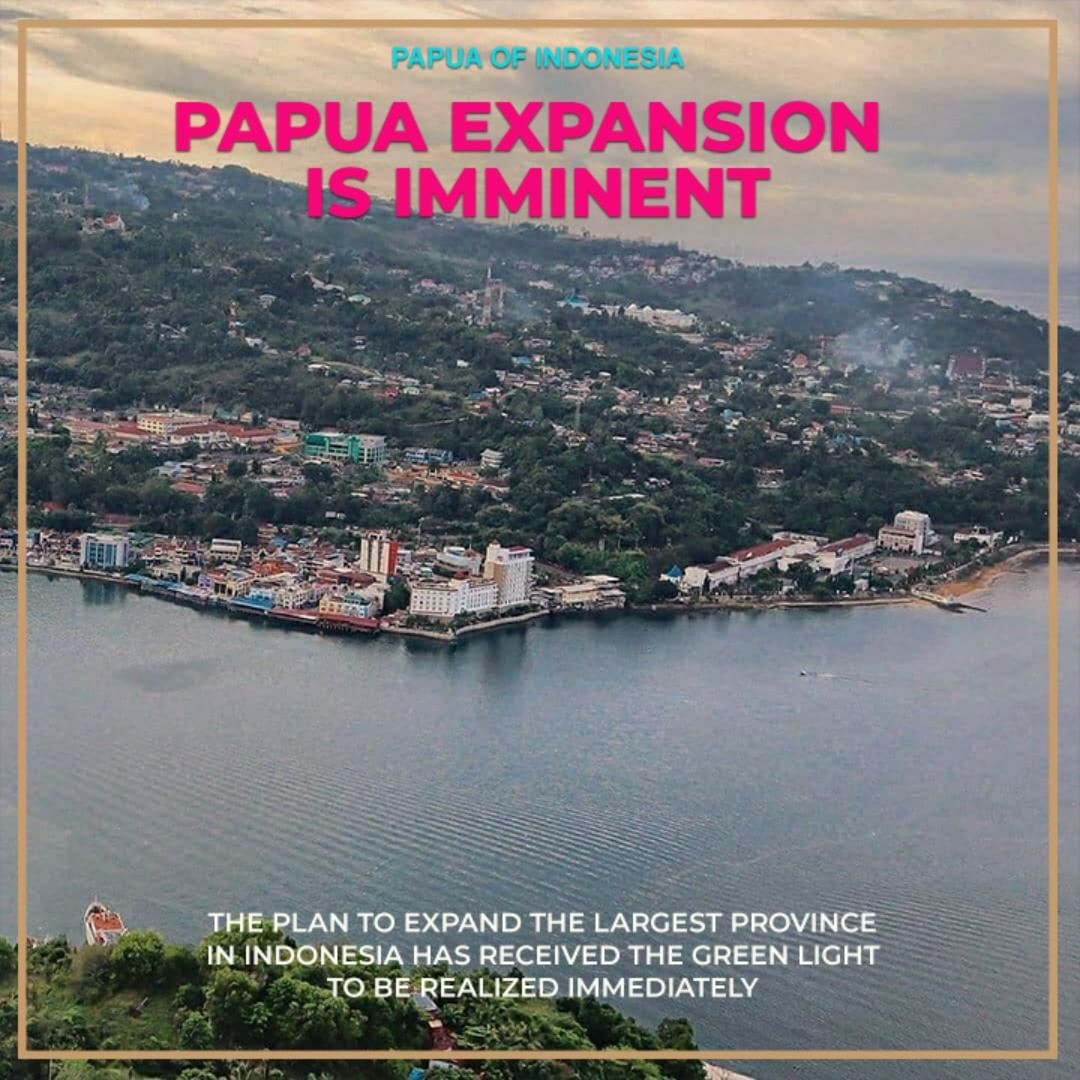 PAPUA OF INDONESIA
PAPUA EXPANSION
IS IMMINENT
THE PLAN TO EXPAND THE LARGEST PROVINCE
IN INDONESIA HAS RECEIVED THE GREEN LIGHT
TO BE REALIZED IMMEDIATELY